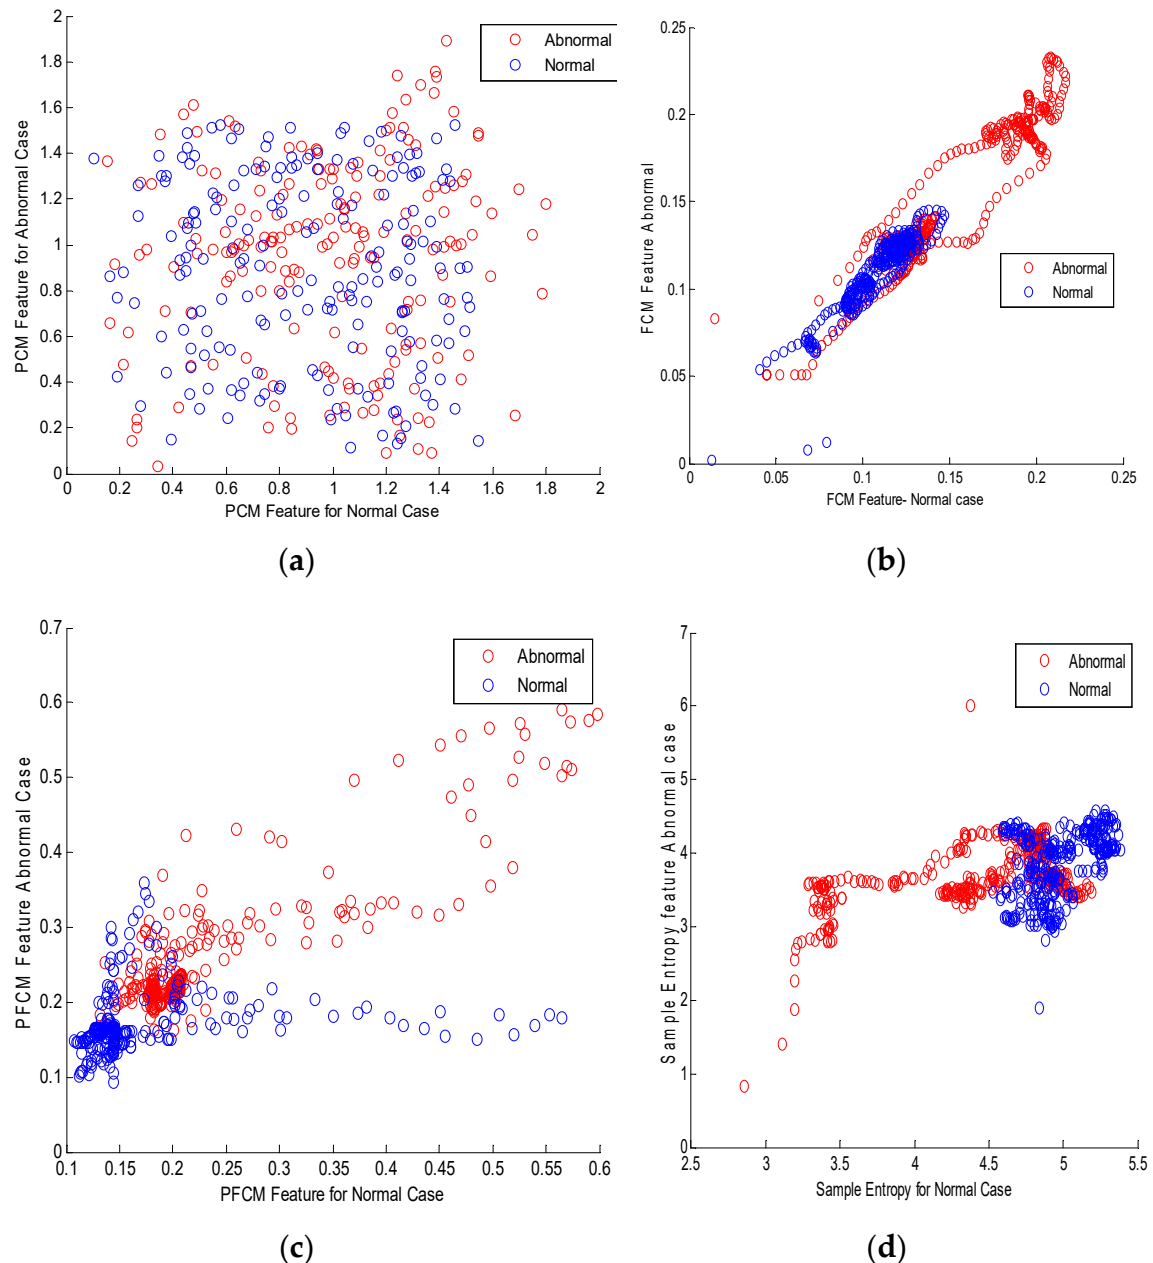 2
1.8
1.6
1.4
1.2
1
0.8
0.6
0.4
0.2
0
0 0.2 0.4 0.6 0.8 1 1.2 1.4 1.6 1.8 2
PCM Feature for Abnormal Case
PCM Feature for Normal Case
Abnormal
Normal
(a)
0.25
0.2
0.15
0.1
0.05
0
0 0.05 0.1 0.15 0.2 0.25
FCM Feature Abnormal
FCM Feature- Normal case
Abnormal
Normal
(b)
0.7
0.6
0.5
0.4
0.3
0.2
0.1
0
0.1 0.15 0.2 0.25 0.3 0.35 0.4 0.45 0.5 0.55 0.6
PFCM Feature Abnormal Case
PFCM Feature for Normal Case
Abnormal
Normal
(c)
7
6
5
4
3
2
1
0
2.5 3 3.5 4 4.5 5 5.5
Sample Entropy feature Abnormal case
Sample Entropy for Normal Case
Abnormal
Normal
(d)